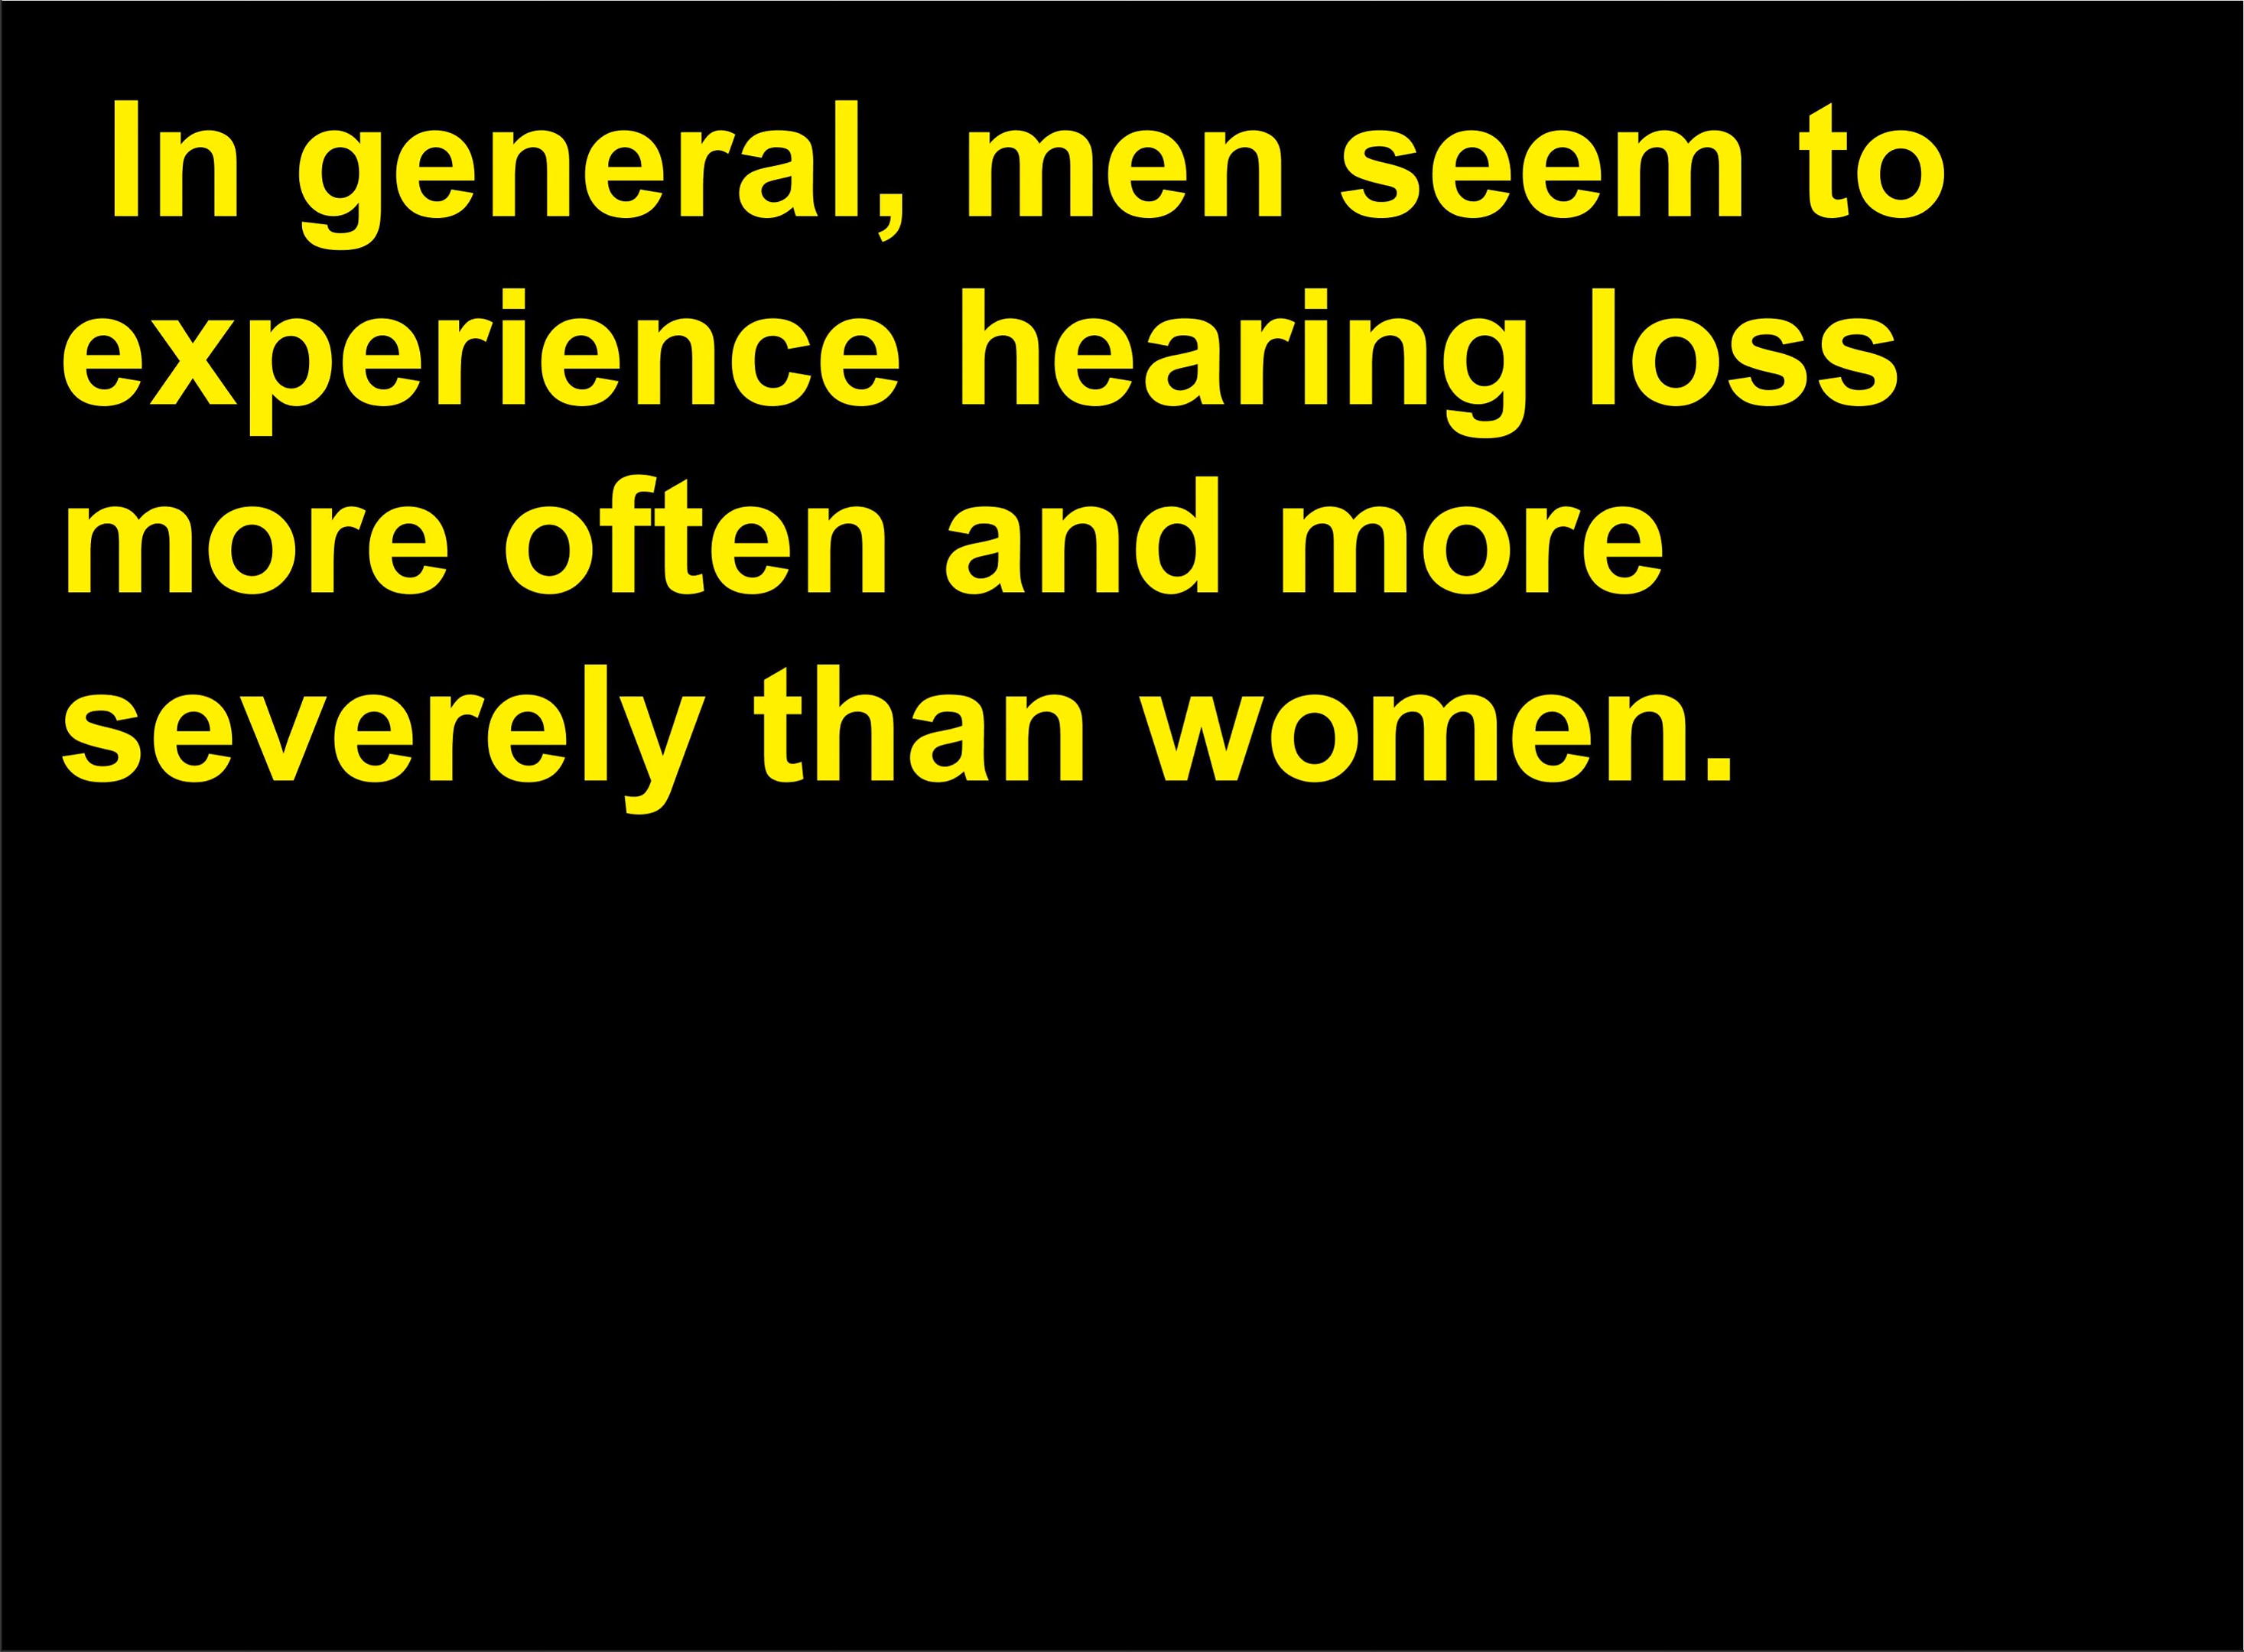 In general, men seem to
experience hearing loss
more often and more
severely than women.